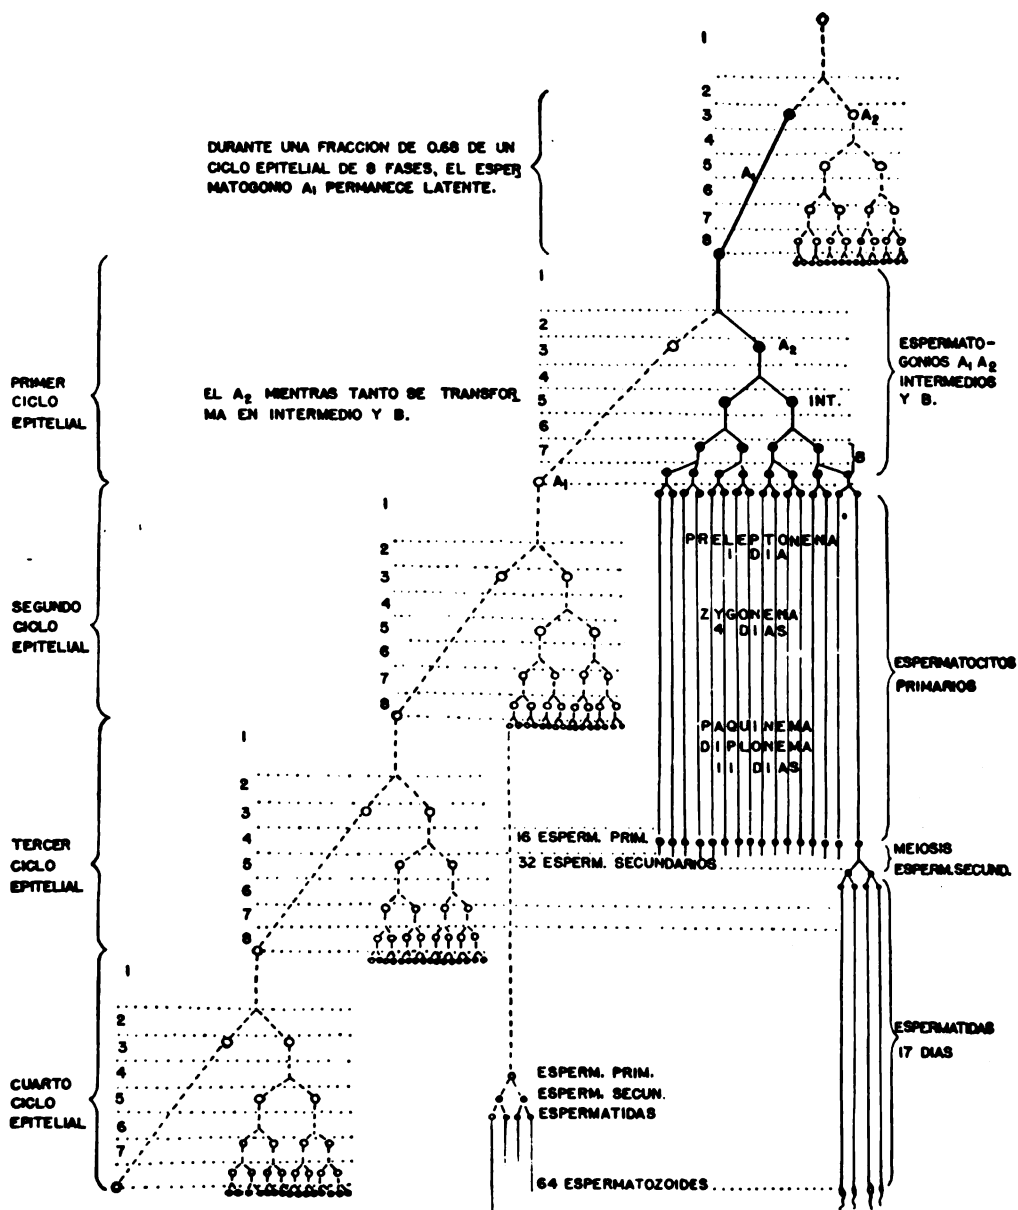 1
2
3
4
5
6
7
8
A₂
A₁
DURANTE UNA FRACCION DE 0.68 DE UN
CICLO EPITELIAL DE 8 FASES, EL ESPER
MATOGONIO A₁ PERMANECE LATENTE.
PRIMER
CICLO
EPITELIAL
EL A₂ MIENTRAS TANTO SE TRANSFOR
MA EN INTERMEDIO Y B.
1
2
3
4
5
6
7
A₂
INT.
B
A₁
ESPERMATO-
GONIOS A₁ A₂
INTERMEDIOS
Y B.
SEGUNDO
CICLO
EPITELIAL
1
2
3
4
5
6
7
8
PRELEPTONEMA
1 DIA
ZYGONEMA
4 DIAS
PAQUINEMA
DIPLONEMA
11 DIAS
ESPERMATOCITOS
PRIMARIOS
TERCER
CICLO
EPITELIAL
1
2
3
4
5
6
7
8
16 ESPERM. PRIM.
32 ESPERM. SECUNDARIOS
MEIOSIS
ESPERM.SECUND.
CUARTO
CICLO
EPITELIAL
1
2
3
4
5
6
7
ESPERM. PRIM.
ESPERM. SECUN.
ESPERMATIDAS
64 ESPERMATOZOIDES
ESPERMATIDAS
17 DIAS